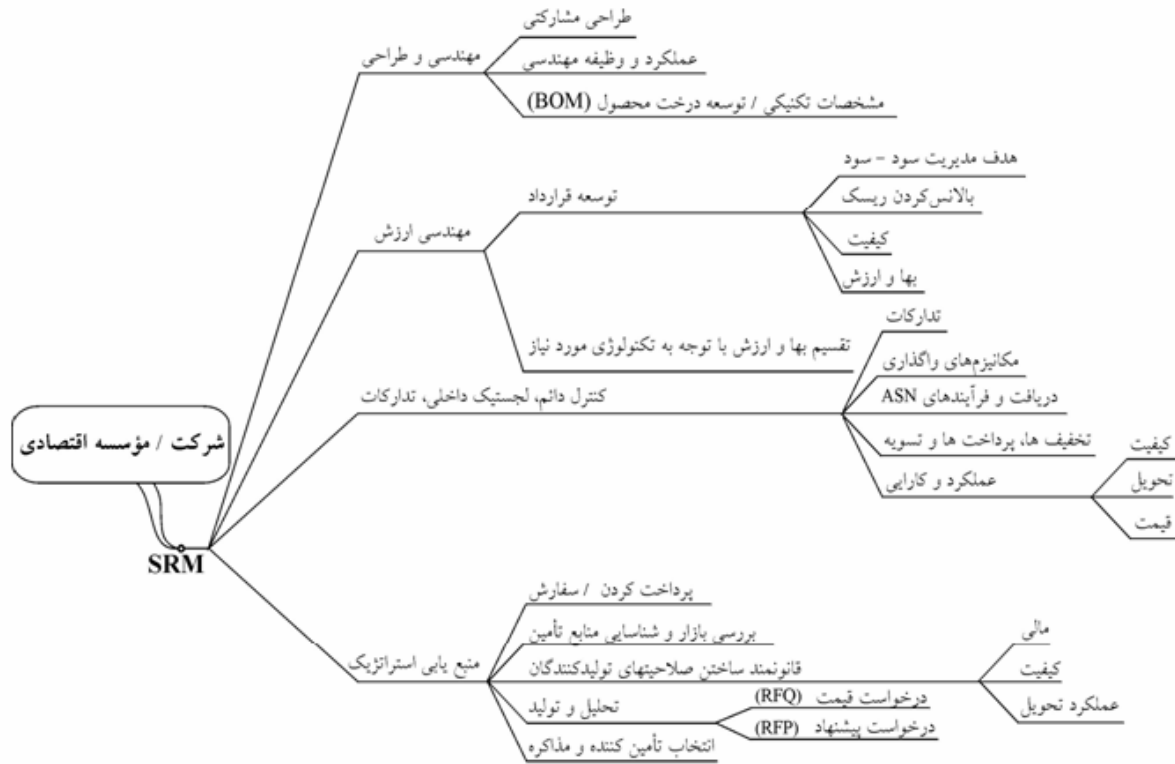 شرکت / مؤسسه اقتصادی
SRM
مهندسی و طراحی
طراحی مشارکتی
عملکرد و وظیفه مهندسی
مشخصات تکنیکی / توسعه درخت محصول (BOM)
مهندسی ارزش
توسعه قرارداد
هدف مدیریت سود - سود
بالانس‌کردن ریسک
کیفیت
بها و ارزش
تقسیم بها و ارزش با توجه به تکنولوژی مورد نیاز
کنترل دائم، لجستیک داخلی، تدارکات
تدارکات
مکانیزم‌های واگذاری
دریافت و فرآیندهای ASN
تخفیف ها، پرداخت ها و تسویه
عملکرد و کارایی
کیفیت
تحویل
قیمت
منبع یابی استراتژیک
پرداخت کردن / سفارش
بررسی بازار و شناسایی منابع تأمین
قانونمند ساختن صلاحیتهای تولیدکنندگان
مالی
کیفیت
عملکرد تحویل
تحلیل و تولید
درخواست قیمت (RFQ)
درخواست پیشنهاد (RFP)
انتخاب تأمین کننده و مذاکره